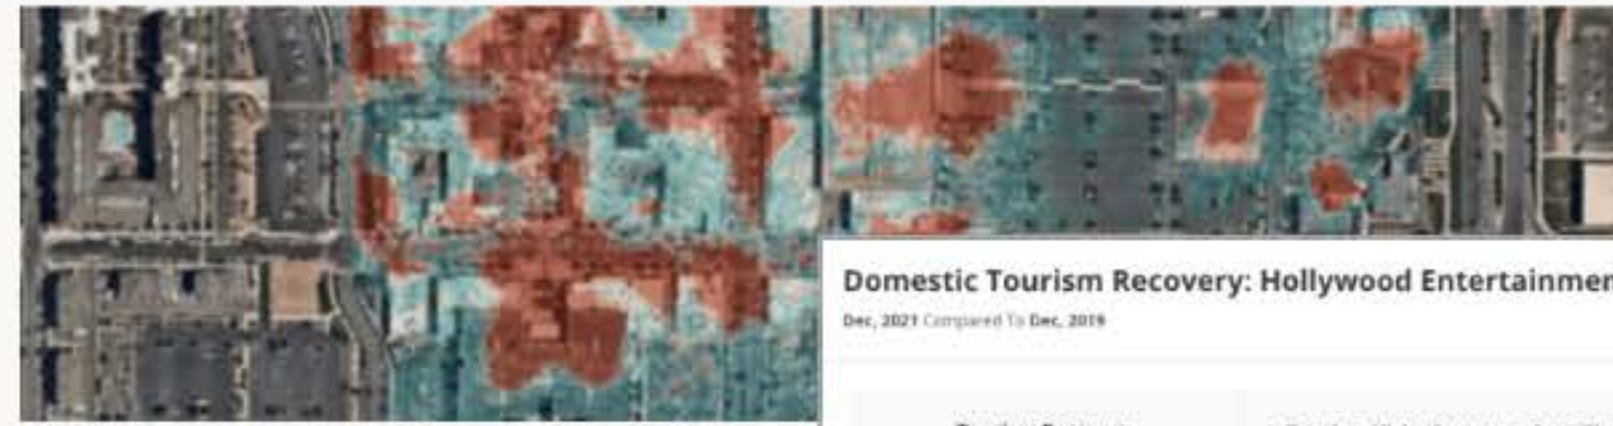 Domestic Tourism Recovery: Hollywood Entertainmen
Dec, 2021 Compared To Dec, 2019